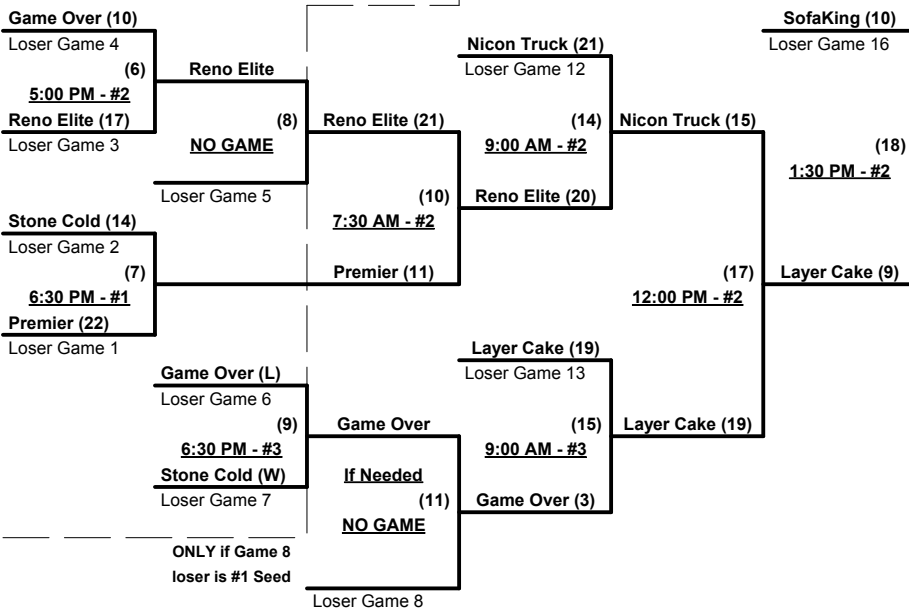 Game Over (10)
Loser Game 4
(6)
5:00 PM - #2
Reno Elite (17)
Loser Game 3
Reno Elite
(8)
NO GAME
Loser Game 5
Stone Cold (14)
Loser Game 2
(7)
6:30 PM - #1
Premier (22)
Loser Game 1
Reno Elite (21)
(10)
7:30 AM - #2
Premier (11)
Game Over (L)
Loser Game 6
(9)
6:30 PM - #3
Stone Cold (W)
Loser Game 7
Game Over
If Needed
(11)
NO GAME
ONLY if Game 8
loser is #1 Seed
Loser Game 8
Nicon Truck (21)
Loser Game 12
(14)
9:00 AM - #2
Reno Elite (20)
Layer Cake (19)
Loser Game 13
(15)
9:00 AM - #3
Game Over (3)
Nicon Truck (15)
(17)
12:00 PM - #2
Layer Cake (19)
SofaKing (10)
Loser Game 16
(18)
1:30 PM - #2
Layer Cake (9)